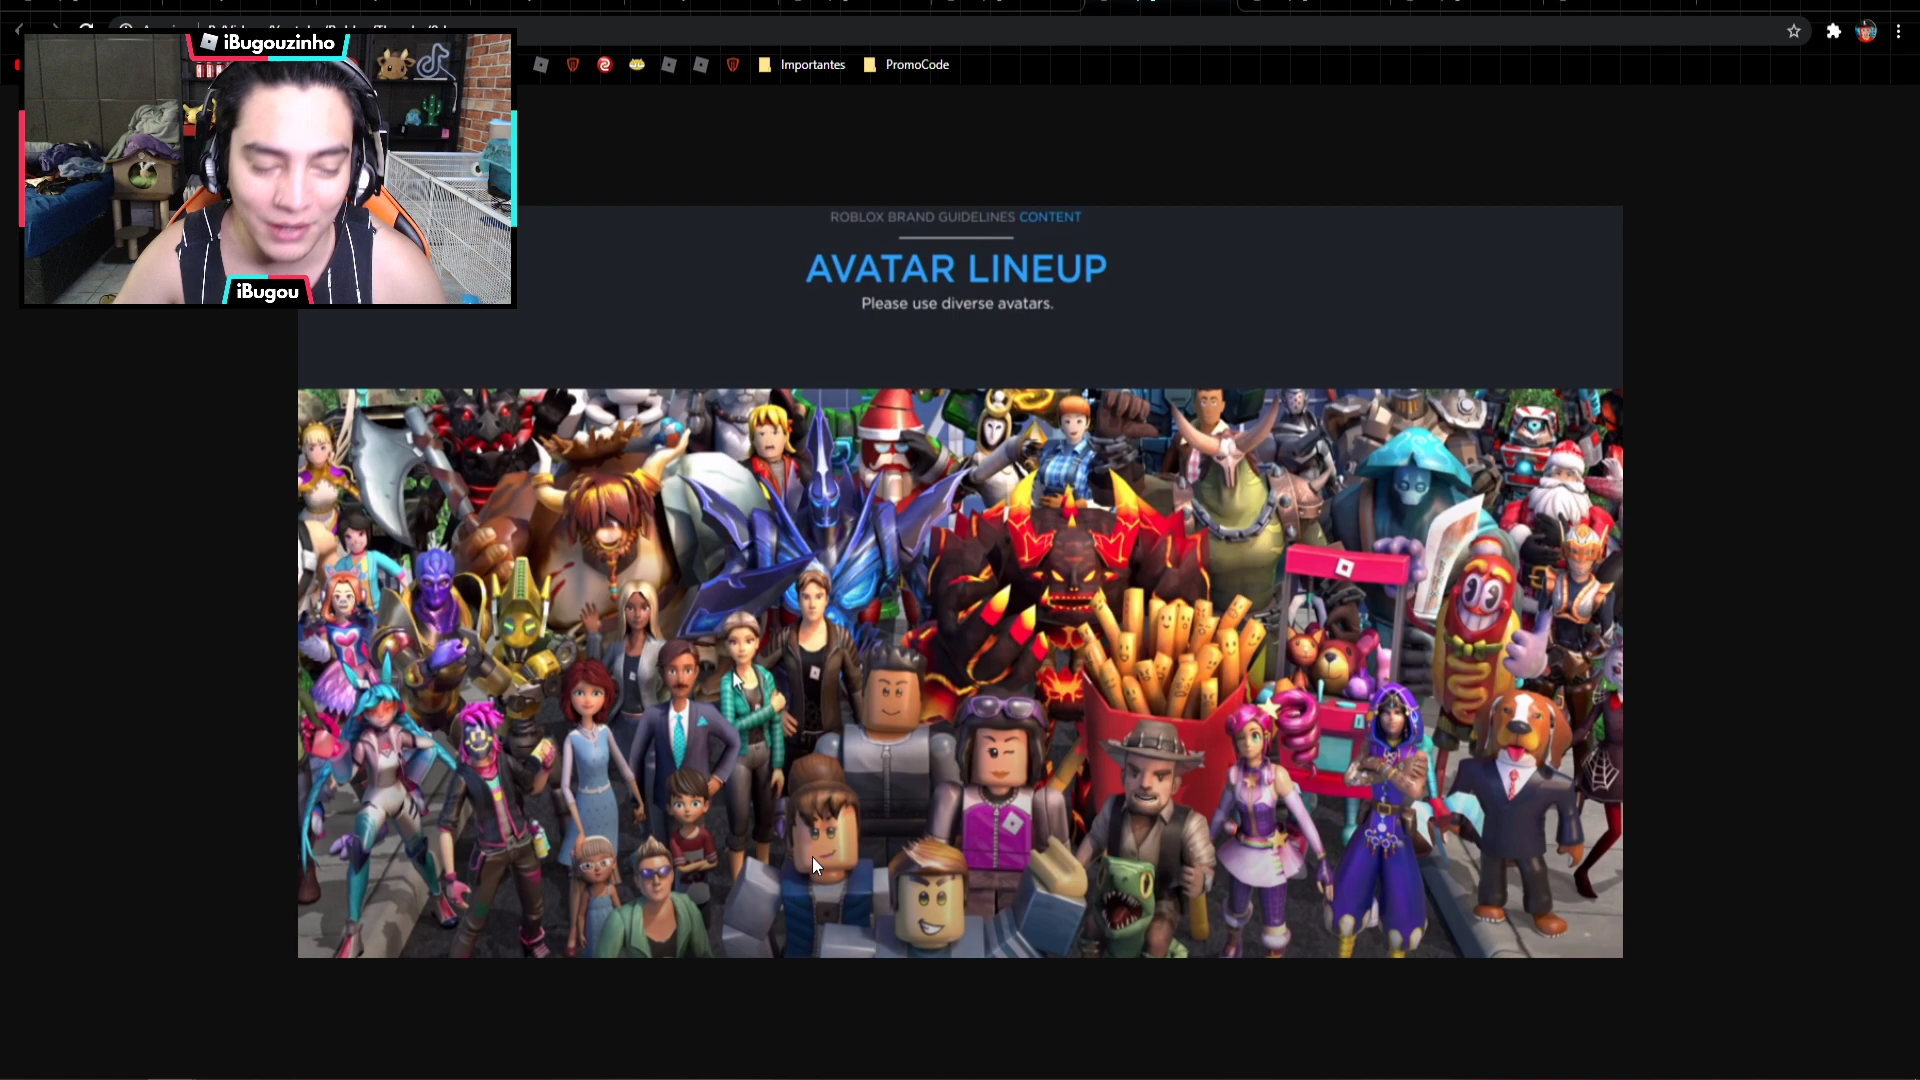 iBugouzinho
iBugou
Importantes
PromoCode
ROBLOX BRAND GUIDELINES CONTENT
AVATAR LINEUP
Please use diverse avatars.